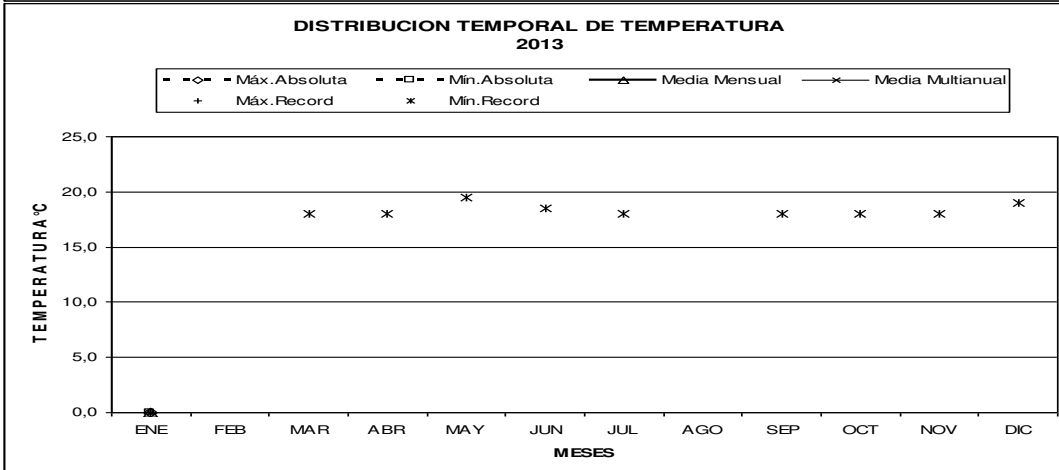 DISTRIBUCION TEMPORAL DE TEMPERATURA
2013
Máx.Absoluta Mín.Absoluta Media Mensual Media Multianual
Máx.Record Mín.Record
25,0
20,0
15,0
10,0
5,0
0,0
TEMPERATURA ºC
ENE FEB MAR ABR MAY JUN JUL AGO SEP OCT NOV DIC
MESES